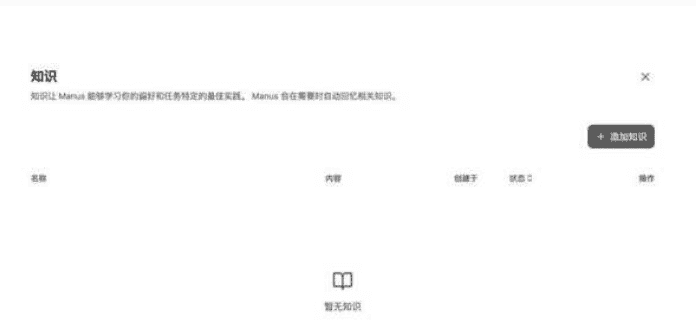 知识
知识让 Manus 能够学习你的偏好和任务特定的最佳实践。 Manus 会在需要时自动回忆相关知识。
+ 添加知识
名称 内容 创建于 状态 操作
暂无知识